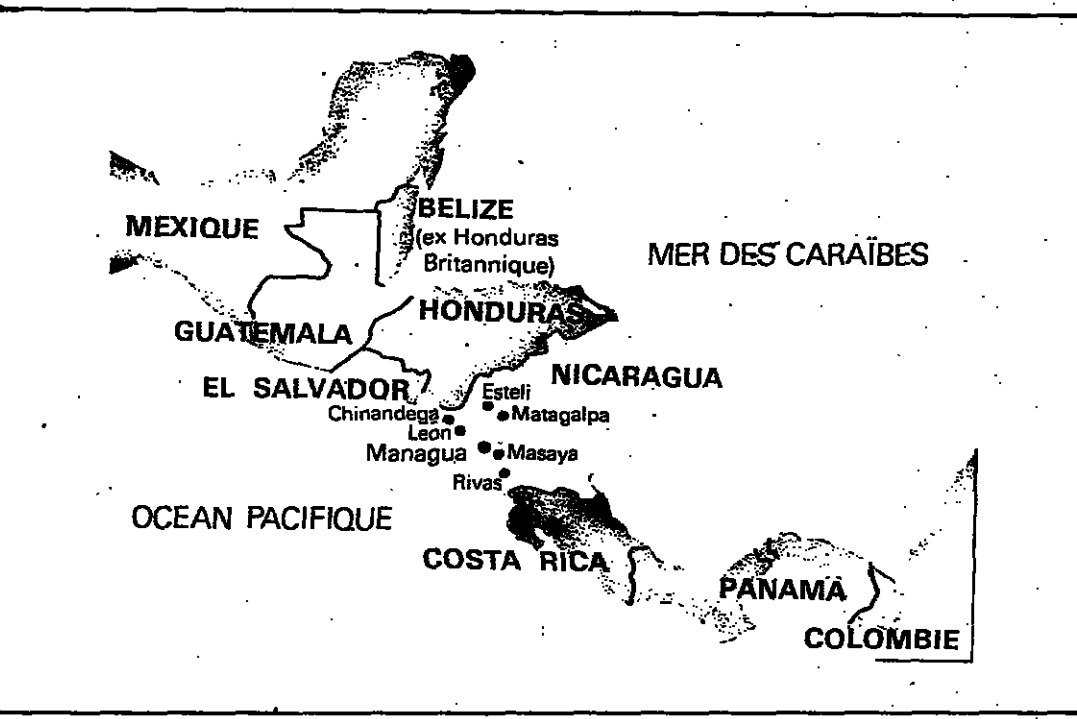 BELIZE
(ex Honduras
Britannique)
MEXIQUE
MER DES CARAÏBES
HONDURAS
GUATEMALA
NICARAGUA
EL SALVADOR
Esteli
Chinandega
Matagalpa
Leon
Managua
Masaya
Rivas
OCEAN PACIFIQUE
COSTA RICA
PANAMA
COLOMBIE